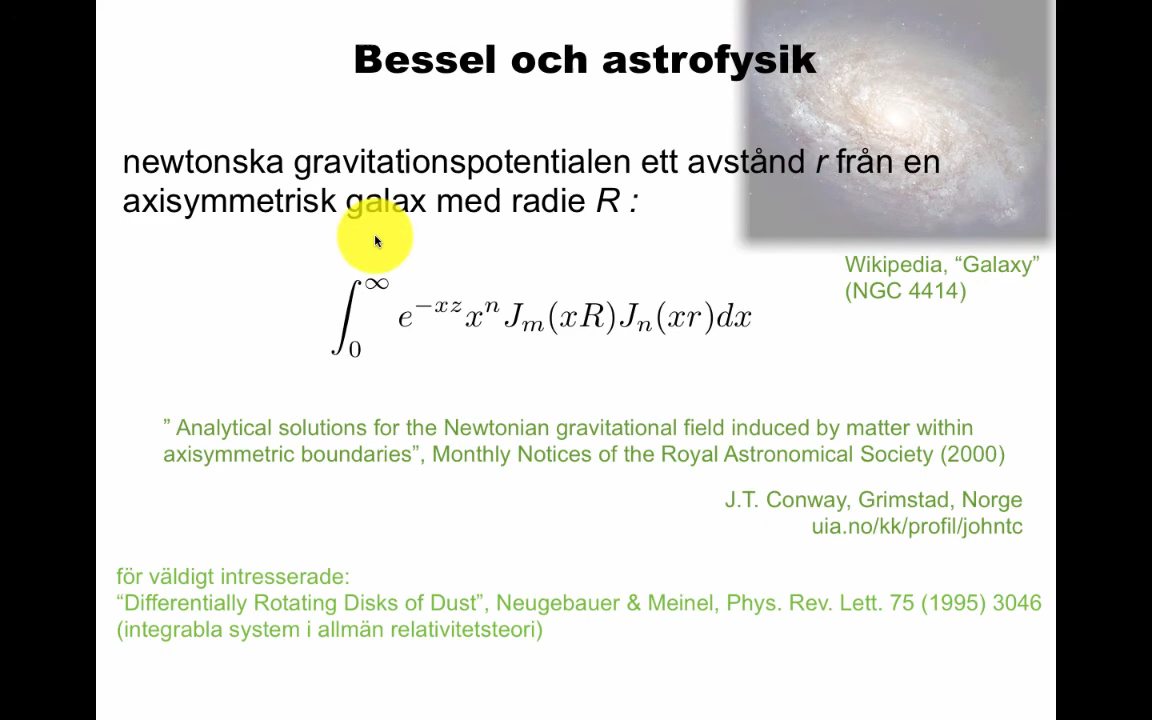 Bessel och astrofysik
newtonska gravitationspotentialen ett avstånd r från en
axisymmetrisk galax med radie R :
Wikipedia, “Galaxy”
(NGC 4414)
∫₀^∞ e^{−xz} x^n J_m(xR) J_n(xr) dx
” Analytical solutions for the Newtonian gravitational field induced by matter within
axisymmetric boundaries”, Monthly Notices of the Royal Astronomical Society (2000)
J.T. Conway, Grimstad, Norge
uia.no/kk/profil/johntc
för väldigt intresserade:
“Differentially Rotating Disks of Dust”, Neugebauer & Meinel, Phys. Rev. Lett. 75 (1995) 3046
(integrabla system i allmän relativitetsteori)